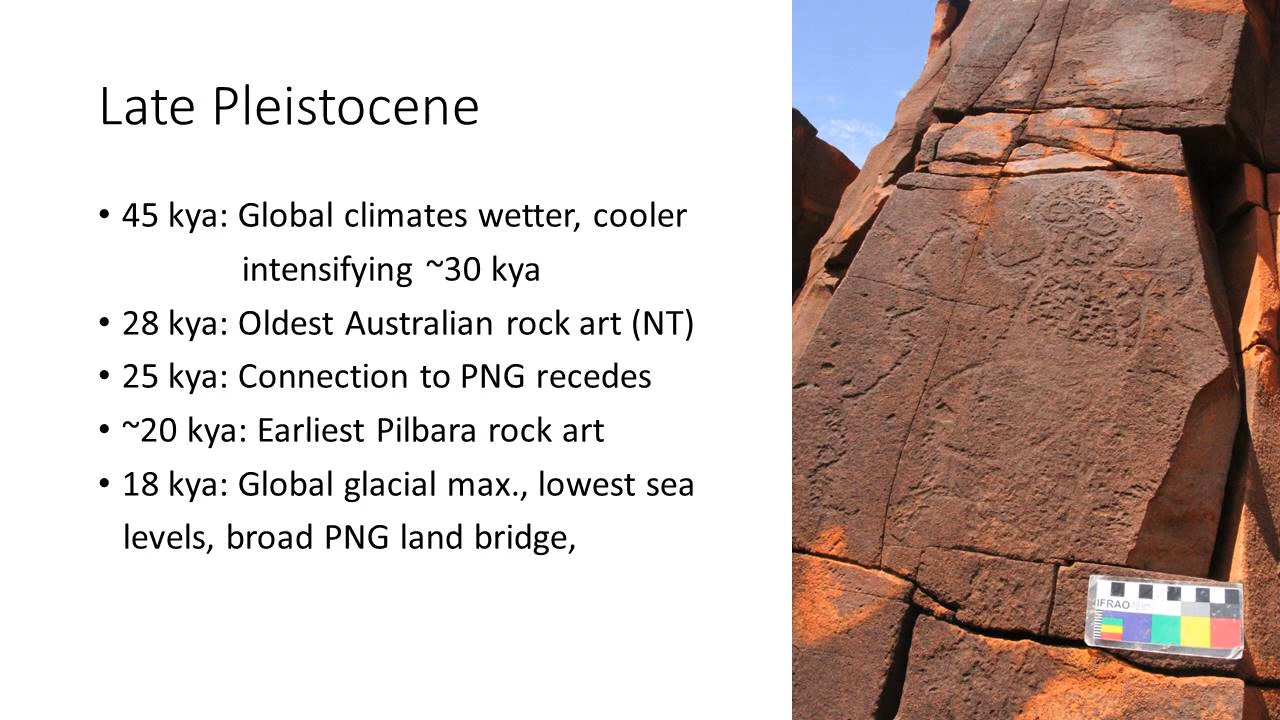 Late Pleistocene
• 45 kya: Global climates wetter, cooler
intensifying ~30 kya
• 28 kya: Oldest Australian rock art (NT)
• 25 kya: Connection to PNG recedes
• ~20 kya: Earliest Pilbara rock art
• 18 kya: Global glacial max., lowest sea
levels, broad PNG land bridge,
IFRAO